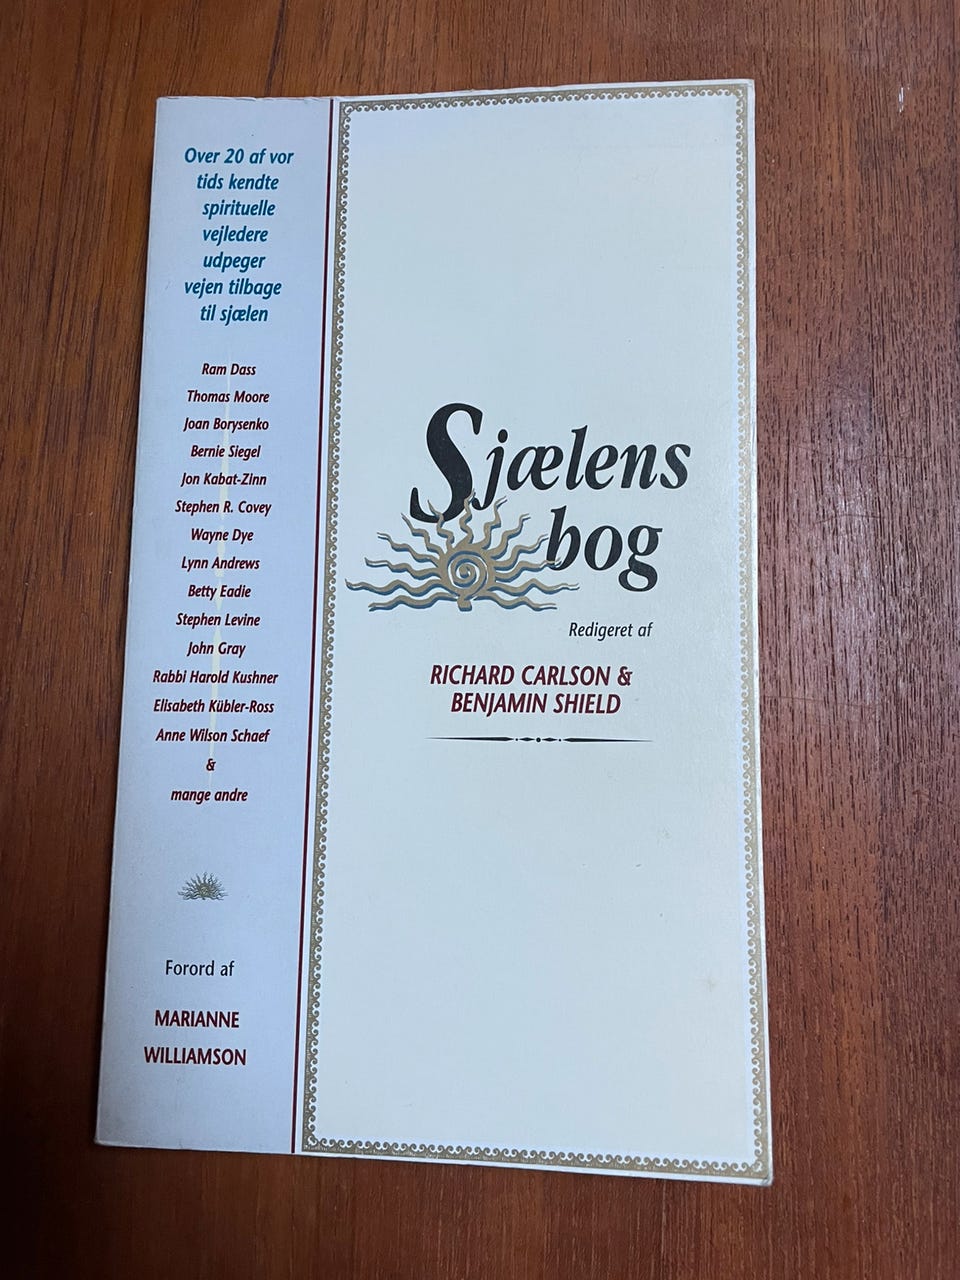 Over 20 af vor
tids kendte
spirituelle
vejledere
udpeger
vejen tilbage
til sjælen
Ram Dass
Thomas Moore
Joan Borysenko
Bernie Siegel
Jon Kabat-Zinn
Stephen R. Covey
Wayne Dye
Lynn Andrews
Betty Eadie
Stephen Levine
John Gray
Rabbi Harold Kushner
Elisabeth Kübler-Ross
Anne Wilson Schaef
&
mange andre
Forord af
MARIANNE
WILLIAMSON
Sjælens
bog
Redigeret af
RICHARD CARLSON &
BENJAMIN SHIELD